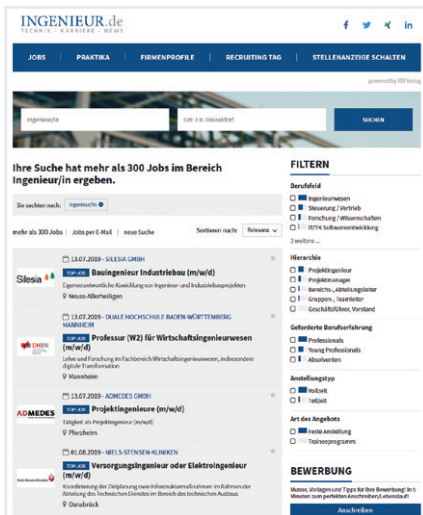 INGENIEUR.de
TECHNIK - KARRIERE - NEWS
JOBS
PRAKTIKA
FIRMENPROFILE
RECRUITING TAG
STELLENANZEIGE SCHALTEN
powered by VDI Verlag
Ingenieur/in
Ort: z.B. Düsseldorf
SUCHEN
Ihre Suche hat mehr als 300 Jobs im Bereich
Ingenieur/in ergeben.
Sie suchten nach: Ingenieur/in
mehr als 300 Jobs | Jobs per E-Mail | neue Suche
Sortieren nach: Relevanz
13.07.2019 - SILESIA GMBH
Silesia
TOP-JOB Bauingenieur Industriebau (m/w/d)
Eigenverantwortliche Abwicklung von Ingenieur- und Industriebauprojekten
Neuss-Allerheiligen
13.07.2019 - DUALE HOCHSCHULE BADEN-WÜRTTEMBERG
MANNHEIM
DHBW
TOP-JOB Professur (W2) für Wirtschaftsingenieurwesen
(m/w/d)
Lehre und Forschung im Fachbereich Wirtschaftsingenieurwesen, insbesondere
digitale Transformation
Mannheim
13.07.2019 - ADMEDES GMBH
ADMEDES
TOP-JOB Projektingenieure (m/w/d)
Tätigkeit als Projektingenieur (m/w/d)
Pforzheim
01.08.2019 - NIELS-STENSEN-KLINIKEN
TOP-JOB Versorgungsingenieur oder Elektroingenieur
(m/w/d)
Koordinierung der Zielplanung sowie Infrastrukturmaßnahmen im Rahmen der
Abteilung des Technischen Dienstes im Bereich des technischen Ausbaus
Osnabrück
FILTERN
Berufsfeld
Ingenieurwesen
Steuerung / Vertrieb
Forschung / Wissenschaften
IT/TK Softwareentwicklung
2 weitere ...
Hierarchie
Projektingenieur
Projektmanager
Bereichs-, Abteilungsleiter
Gruppen-, Teamleiter
Geschäftsführer, Vorstand
Geforderte Berufserfahrung
Professionals
Young Professionals
Absolventen
Anstellungstyp
Vollzeit
Teilzeit
Art des Angebots
Feste Anstellung
Traineeprogramm
BEWERBUNG
Muster, Vorlagen und Tipps für Ihre Bewerbung! In 5
Minuten zum perfekten Anschreiben/Lebenslauf!
Anschreiben